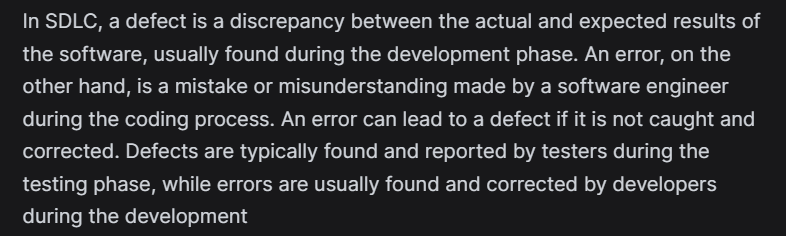 In SDLC, a defect is a discrepancy between the actual and expected results of
the software, usually found during the development phase. An error, on the
other hand, is a mistake or misunderstanding made by a software engineer
during the coding process. An error can lead to a defect if it is not caught and
corrected. Defects are typically found and reported by testers during the
testing phase, while errors are usually found and corrected by developers
during the development